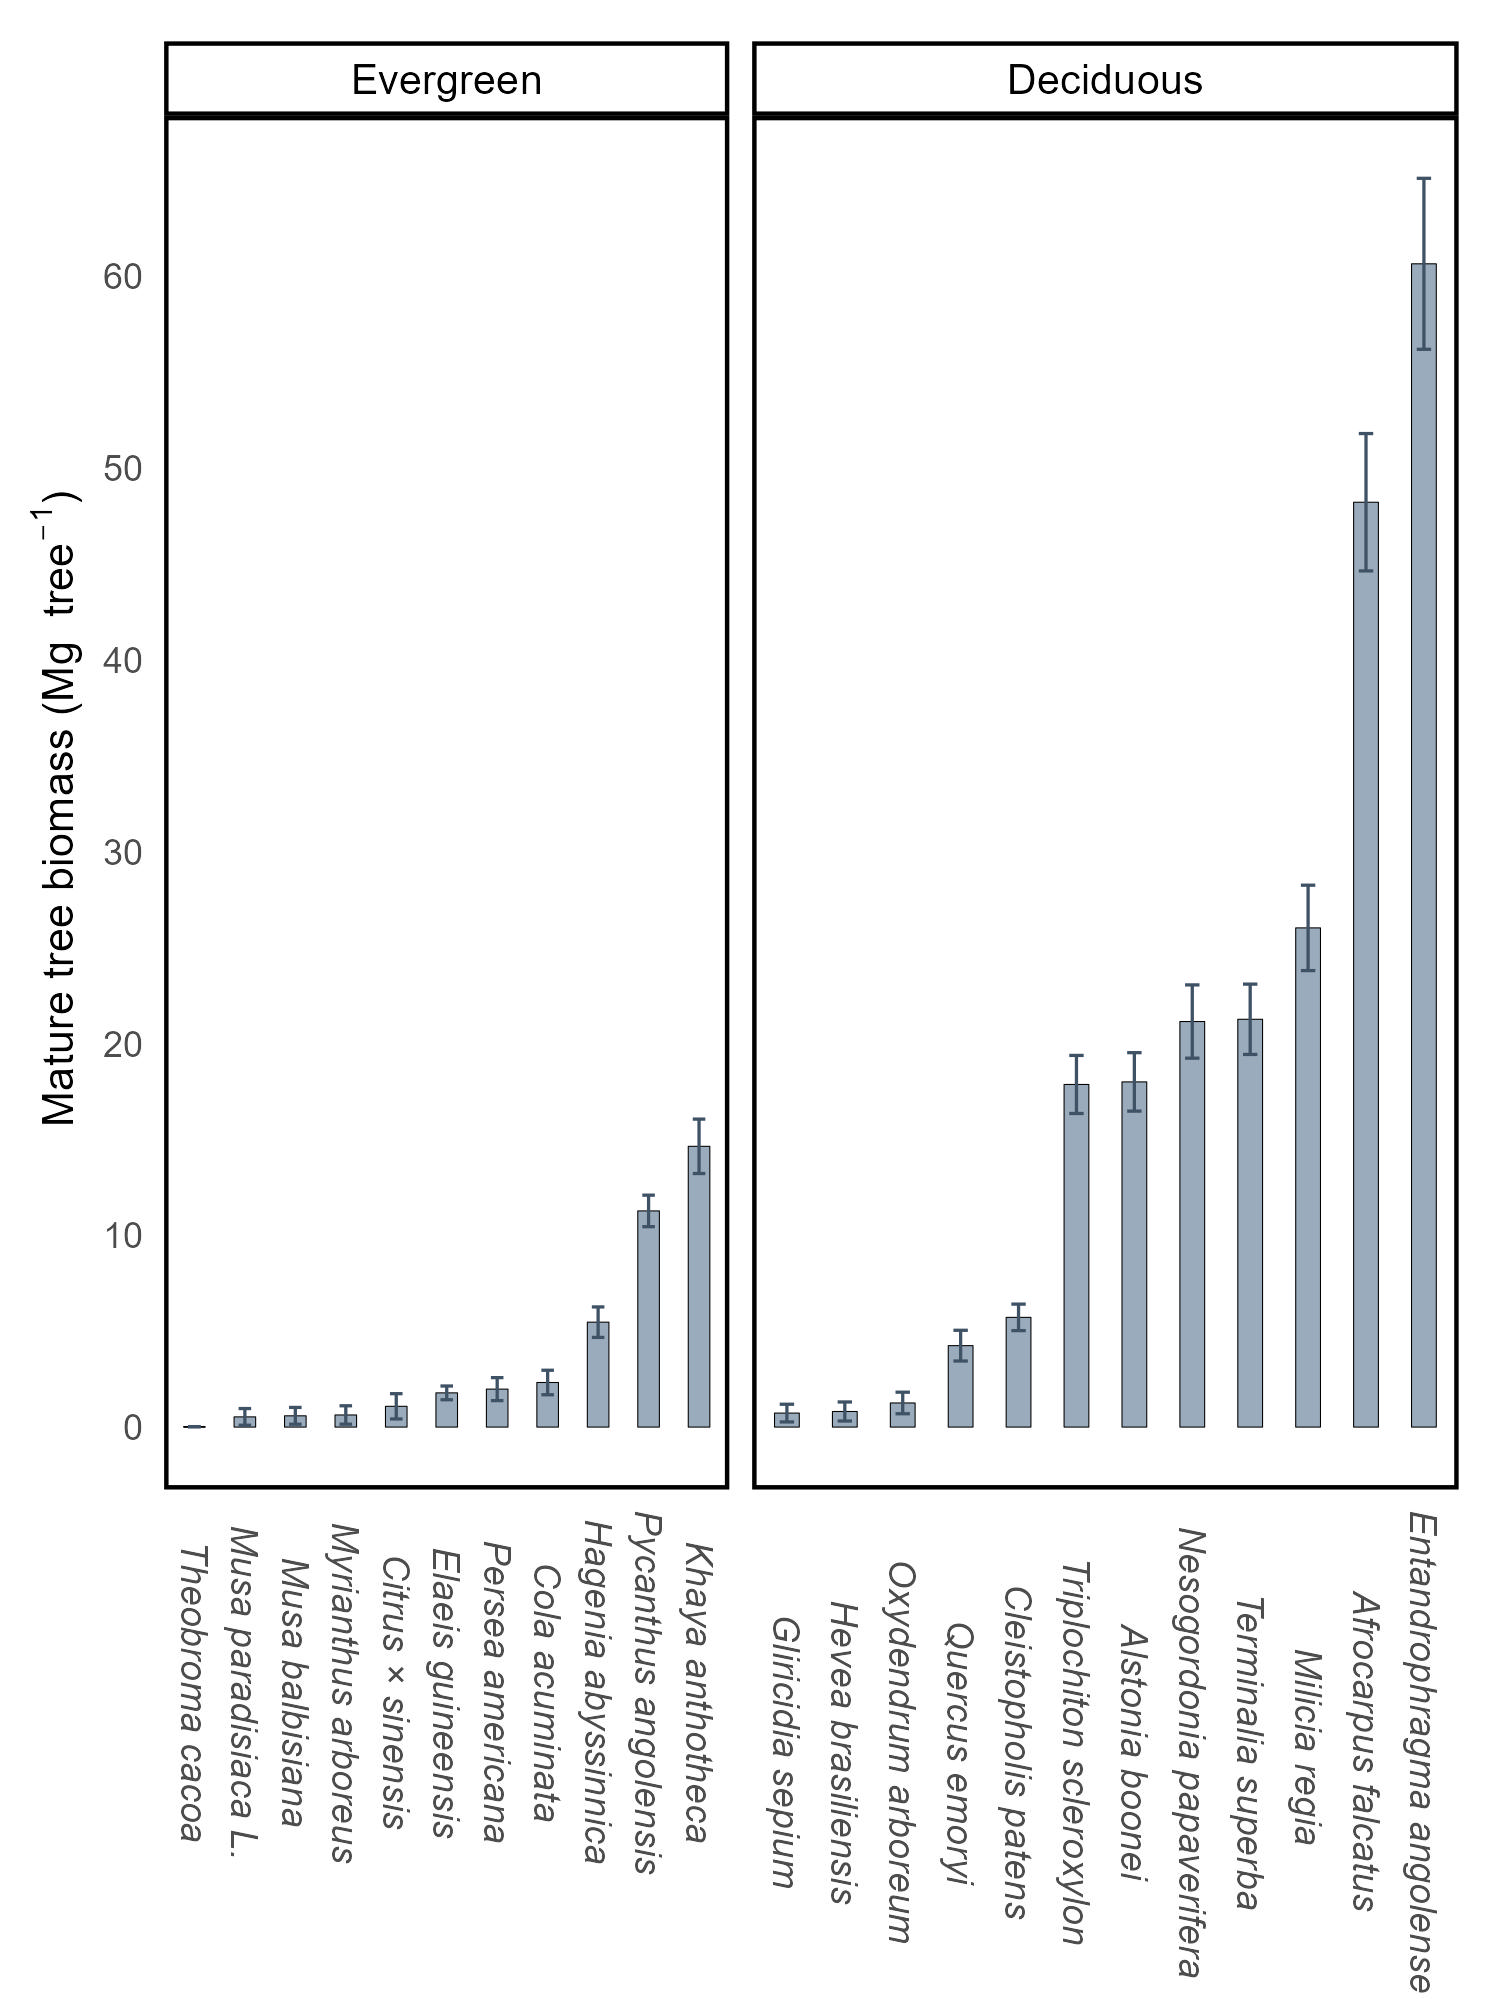 Evergreen
Deciduous
Mature tree biomass (Mg tree⁻¹)
60
50
40
30
20
10
0
Theobroma cacoa
Musa paradisiaca L.
Musa balbisiana
Myrianthus arboreus
Citrus × sinensis
Elaeis guineensis
Persea americana
Cola acuminata
Hagenia abyssinnica
Pycanthus angolensis
Khaya anthotheca
Gliricidia sepium
Hevea brasiliensis
Oxydendrum arboreum
Quercus emoryi
Cleistopholis patens
Triplochiton scleroxylon
Alstonia boonei
Nesogordonia papaverifera
Terminalia superba
Milicia regia
Afrocarpus falcatus
Entandrophragma angolense